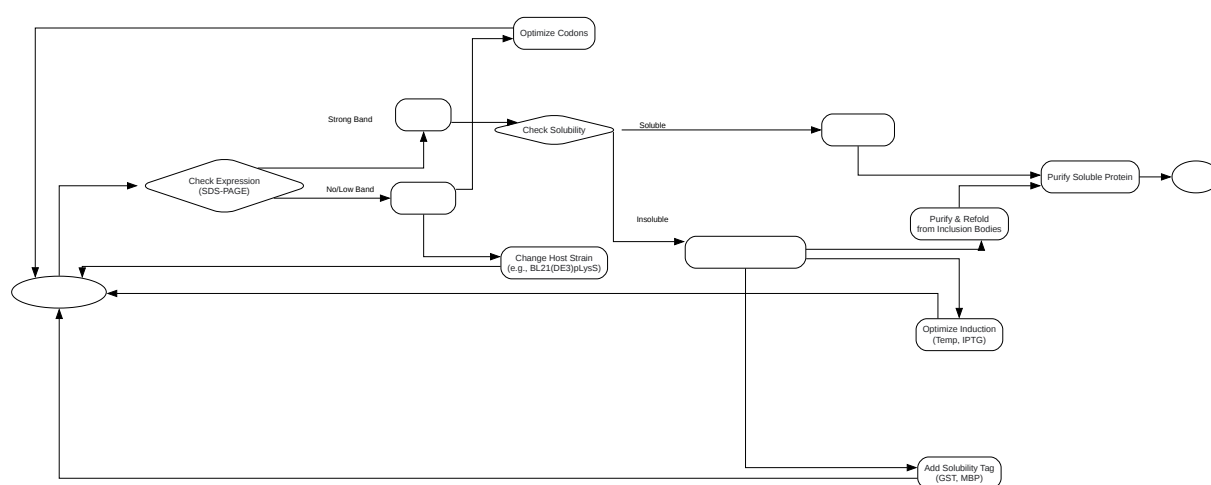 Optimize Codons
Strong Band
Check Solubility
Soluble
Check Expression
(SDS-PAGE)
No/Low Band
Purify Soluble Protein
Insoluble
Purify & Refold
from Inclusion Bodies
Change Host Strain
(e.g., BL21(DE3)pLysS)
Optimize Induction
(Temp, IPTG)
Add Solubility Tag
(GST, MBP)